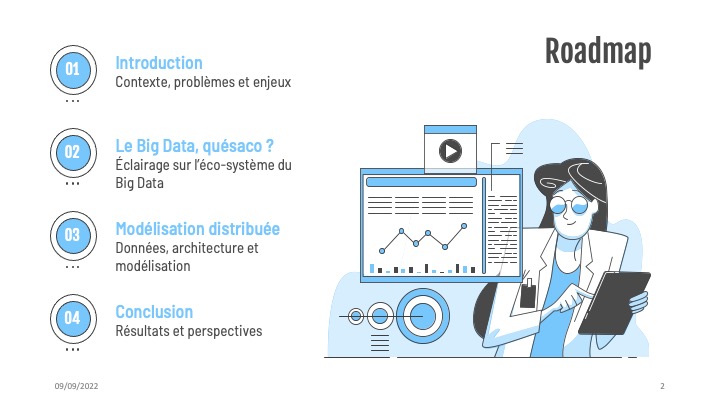 Roadmap
01
Introduction
Contexte, problèmes et enjeux
02
Le Big Data, quésaco ?
Éclairage sur l'éco-système du
Big Data
03
Modélisation distribuée
Données, architecture et
modélisation
04
Conclusion
Résultats et perspectives
09/09/2022
2